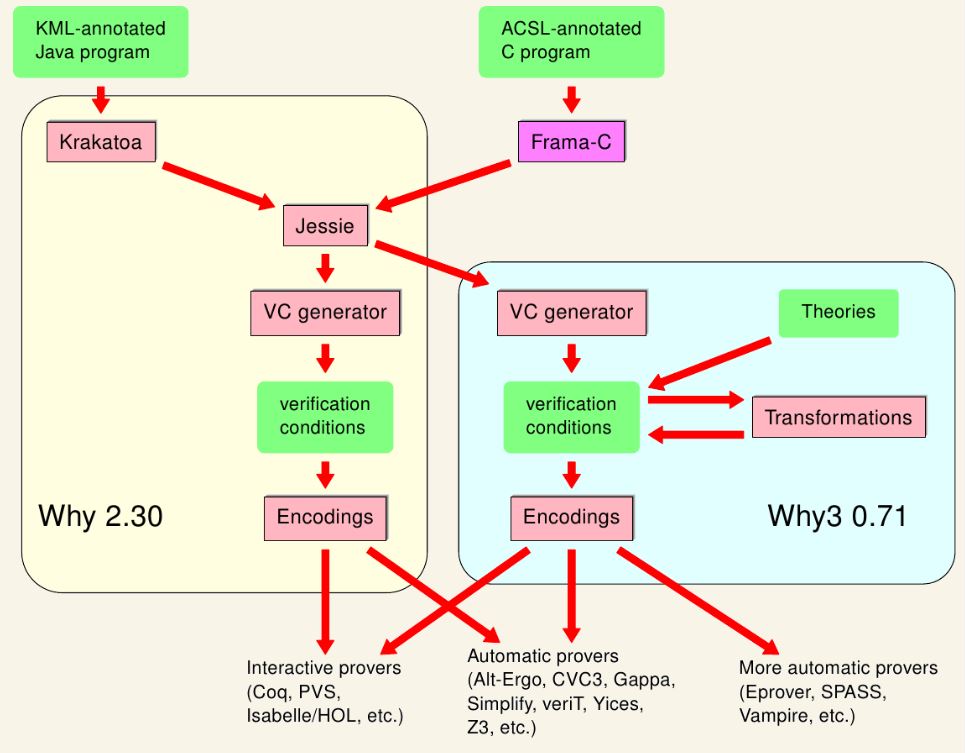 KML-annotated
Java program
ACSL-annotated
C program
Krakatoa
Frama-C
Jessie
VC generator
VC generator
Theories
verification
conditions
verification
conditions
Transformations
Why 2.30
Encodings
Encodings
Why3 0.71
Interactive provers
(Coq, PVS,
Isabelle/HOL, etc.)
Automatic provers
(Alt-Ergo, CVC3, Gappa,
Simplify, veriT, Yices,
Z3, etc.)
More automatic provers
(Eprover, SPASS,
Vampire, etc.)